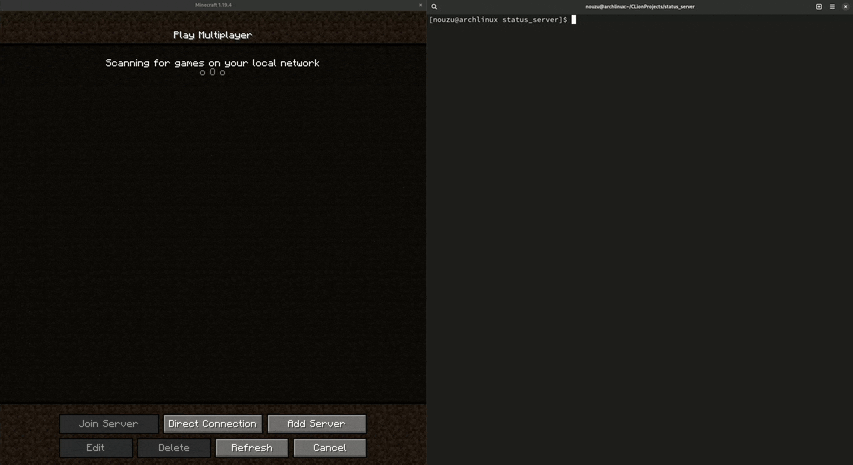 Minecraft 1.19.4
Play Multiplayer
Scanning for games on your local network
o O o
Join Server
Direct Connection
Add Server
Edit
Delete
Refresh
Cancel
nouzu@archlinux:~/CLionProjects/status_server
[nouzu@archlinux status_server]$